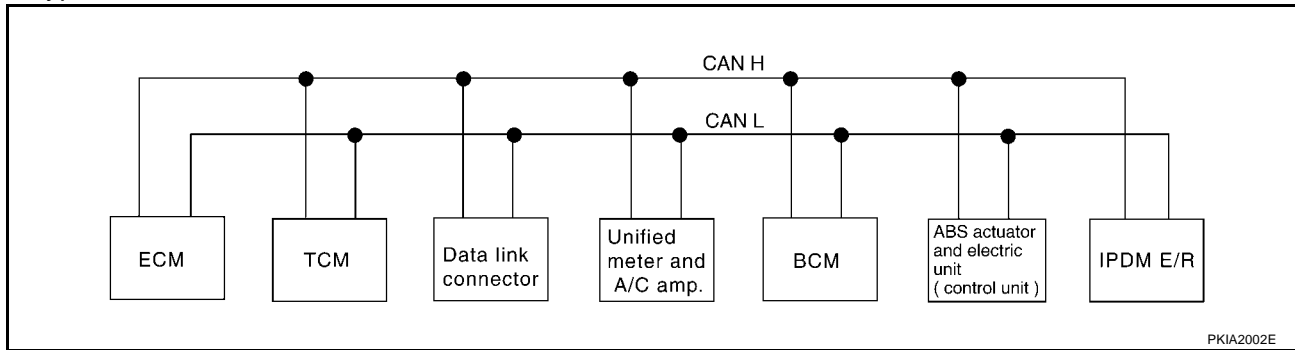 CAN H
CAN L
ECM
TCM
Data link
connector
Unified
meter and
A/C amp.
BCM
ABS actuator
and electric
unit
( control unit )
IPDM E/R
PKIA2002E